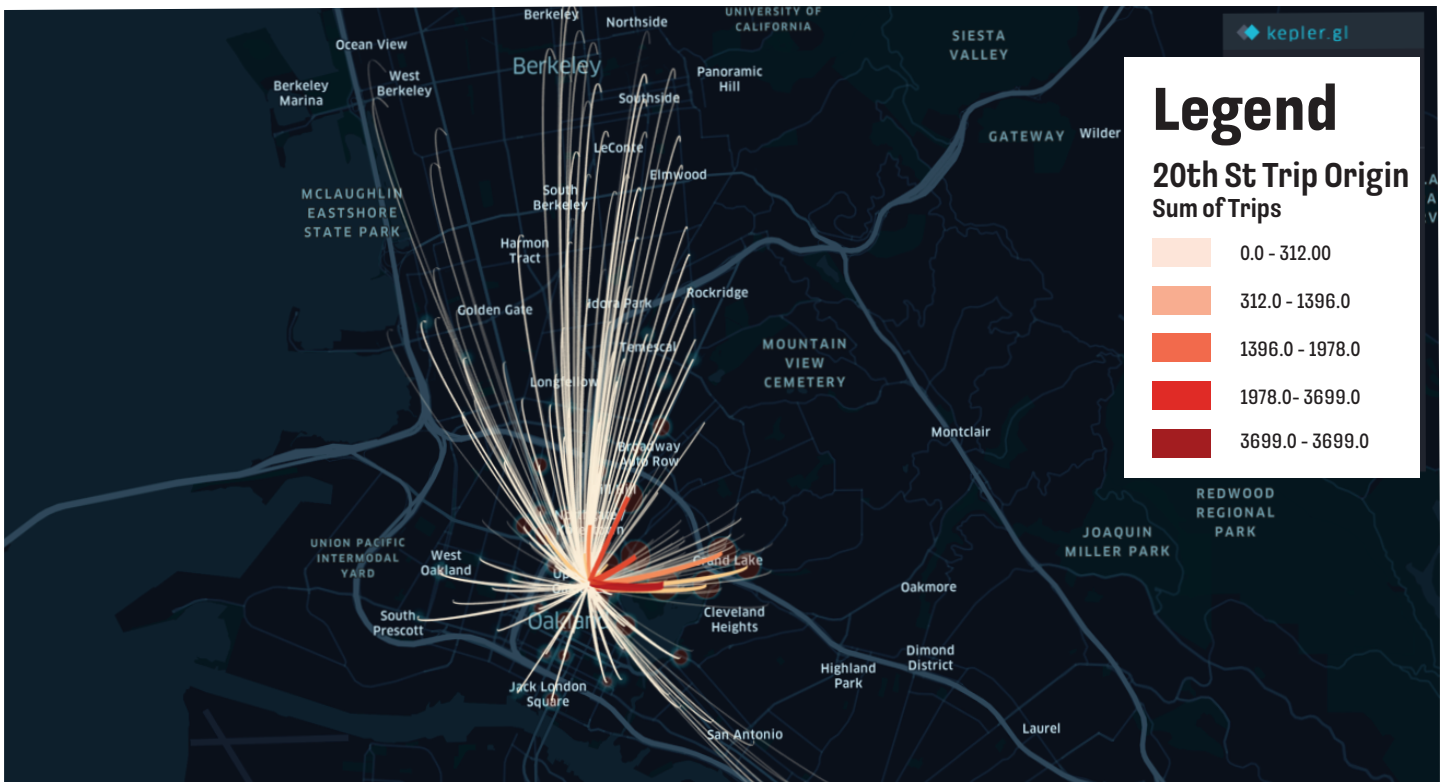 Berkeley
Northside
UNIVERSITY OF
CALIFORNIA
SIESTA
VALLEY
kepler.gl
Ocean View
West
Berkeley
Berkeley
Marina
Berkeley
Panoramic
Hill
Southside
GATEWAY
Wilder
LeConte
Elmwood
South
Berkeley
MCLAUGHLIN
EASTSHORE
STATE PARK
Harmon
Tract
Rockridge
Idora Park
Golden Gate
Temescal
MOUNTAIN
VIEW
CEMETERY
Longfellow
Montclair
Broadway
Auto Row
REDWOOD
REGIONAL
PARK
JOAQUIN
MILLER PARK
UNION PACIFIC
INTERMODAL
YARD
West
Oakland
Grand Lake
Oakmore
South
Prescott
Oakland
Cleveland
Heights
Dimond
District
Highland
Park
Jack London
Square
San Antonio
Laurel
Legend
20th St Trip Origin
Sum of Trips
0.0 - 312.00
312.0 - 1396.0
1396.0 - 1978.0
1978.0- 3699.0
3699.0 - 3699.0